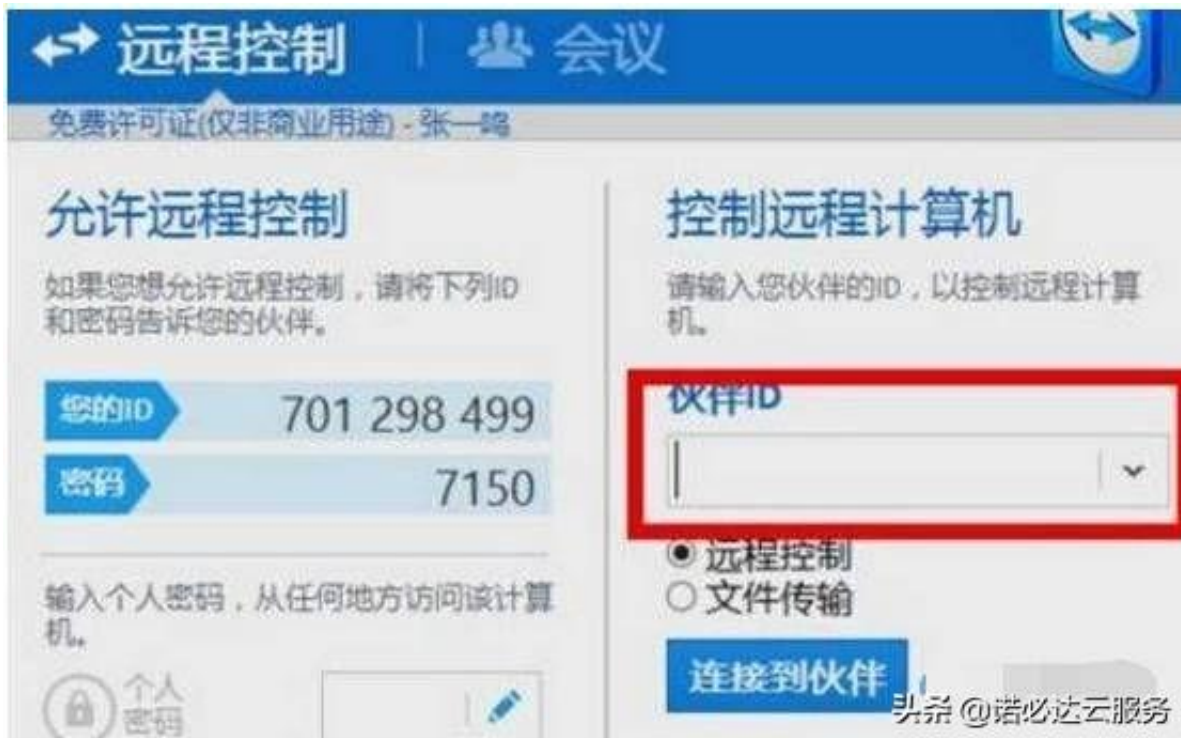 远程控制
会议
免费许可证(仅非商业用途) - 张一鸣
允许远程控制
如果您想允许远程控制，请将下列ID
和密码告诉您的伙伴。
您的ID 701 298 499
密码 7150
输入个人密码，从任何地方访问该计算
机。
个人
密码
控制远程计算机
请输入您伙伴的ID，以控制远程计算
机。
伙伴ID
远程控制
文件传输
连接到伙伴
头条 @诺必达云服务